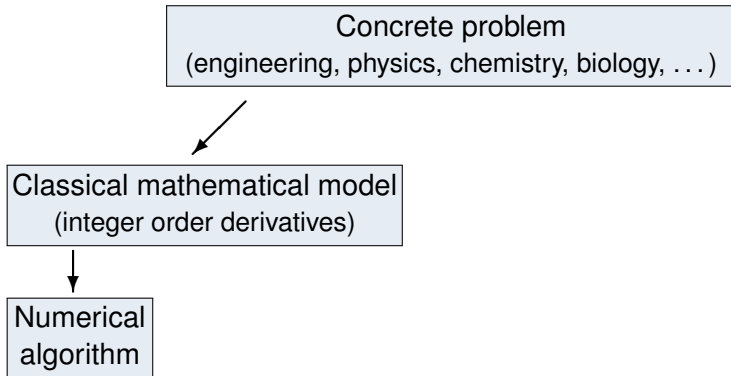 Concrete problem
(engineering, physics, chemistry, biology, . . . )
Classical mathematical model
(integer order derivatives)
Numerical
algorithm